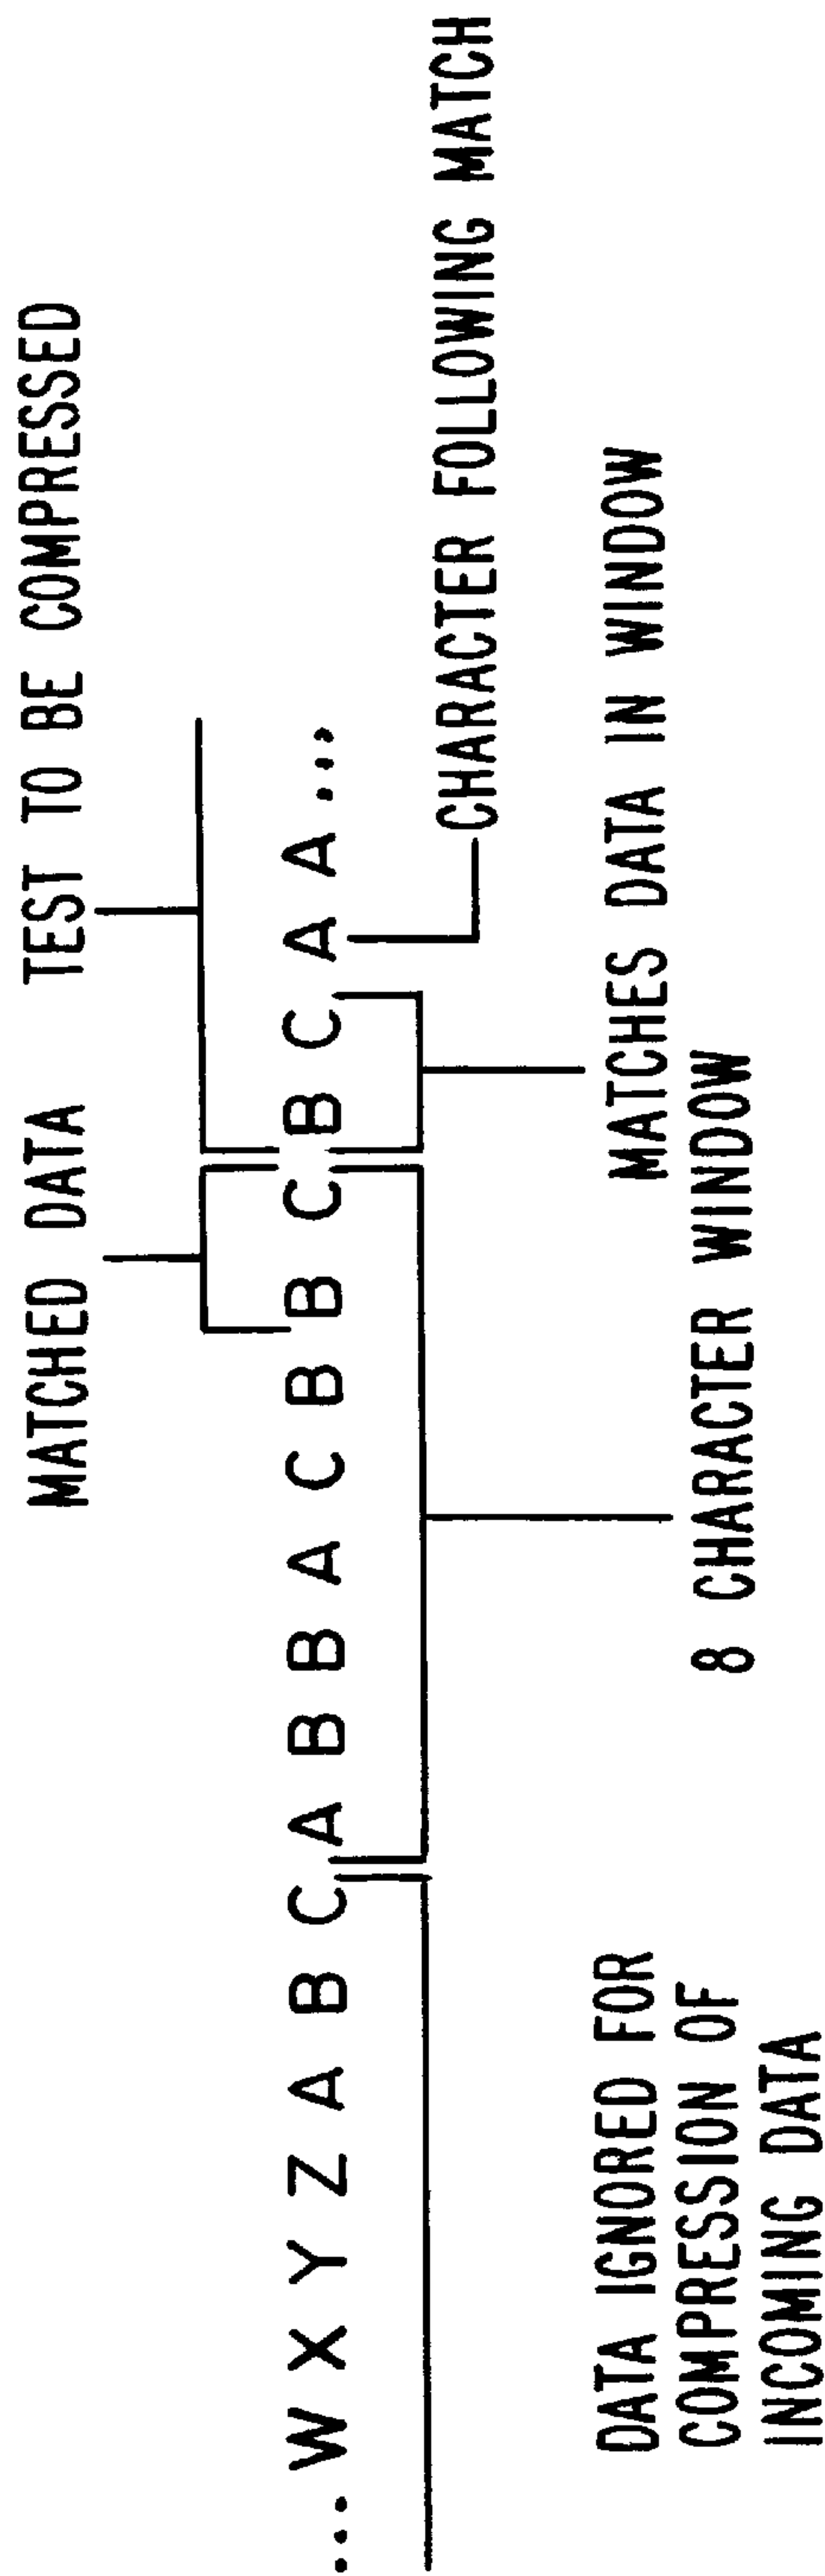 MATCHED DATA TEST TO BE COMPRESSED
...W X Y Z A B C A B B A C B B C B C A A...
CHARACTER FOLLOWING MATCH
MATCHES DATA IN WINDOW
8 CHARACTER WINDOW
DATA IGNORED FOR
COMPRESSION OF
INCOMING DATA